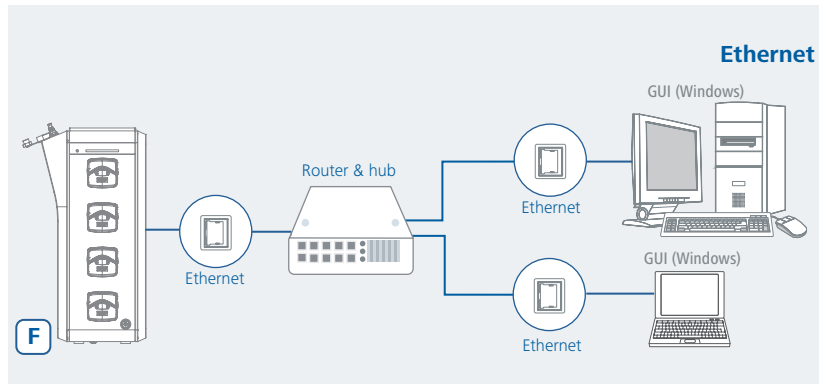 Ethernet
GUI (Windows)
Router & hub
Ethernet
Ethernet
GUI (Windows)
Ethernet
F